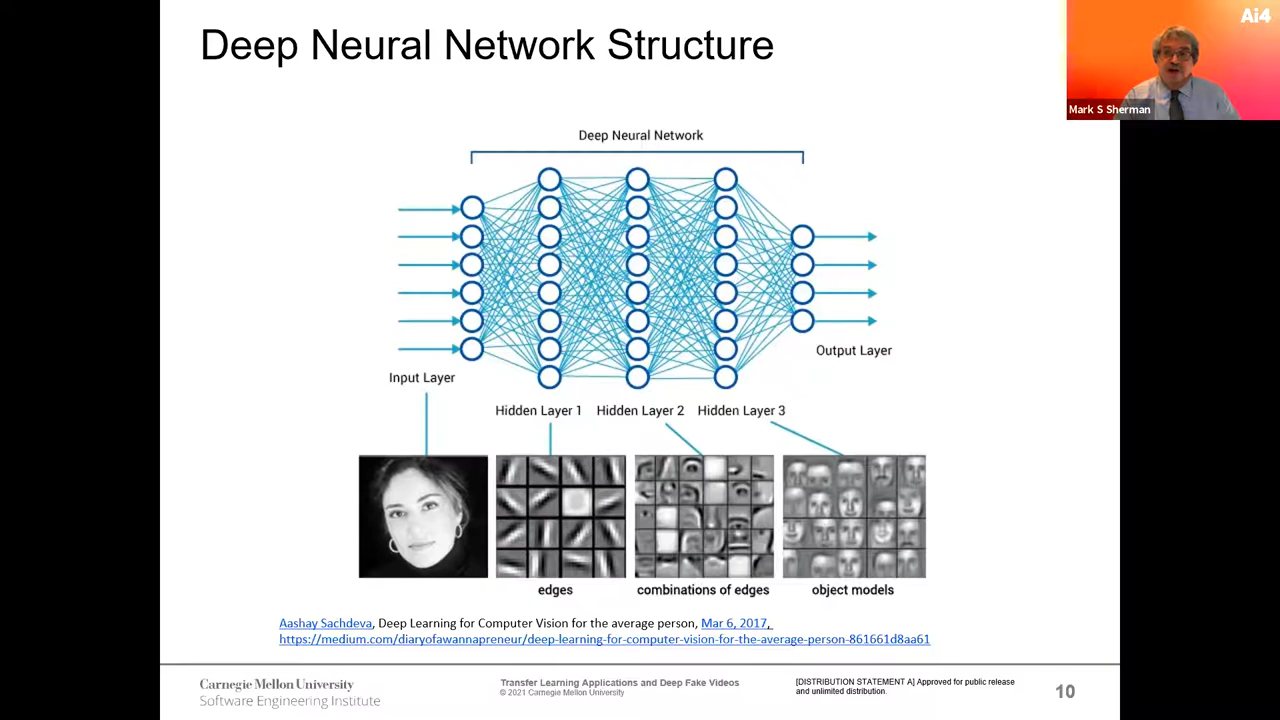 Deep Neural Network Structure
Ai4
Mark S Sherman
Deep Neural Network
Output Layer
Input Layer
Hidden Layer 1 Hidden Layer 2 Hidden Layer 3
edges combinations of edges object models
Aashay Sachdeva, Deep Learning for Computer Vision for the average person, Mar 6, 2017,
https://medium.com/diaryofawannapreneur/deep-learning-for-computer-vision-for-the-average-person-861661d8aa61
Carnegie Mellon University
Software Engineering Institute
Transfer Learning Applications and Deep Fake Videos
© 2021 Carnegie Mellon University
[DISTRIBUTION STATEMENT A] Approved for public release
and unlimited distribution.
10